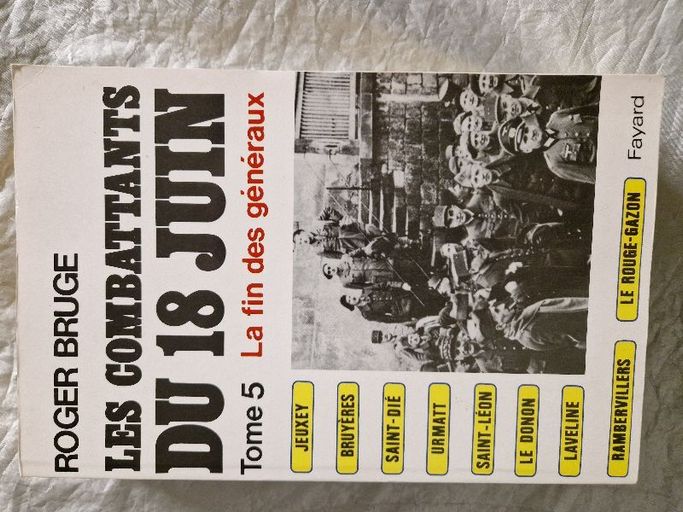 ROGER BRUGE
LES COMBATTANTS
DU 18 JUIN
Tome 5 La fin des généraux
JEUXEY
BRUYÈRES
SAINT-DIÉ
URMATT
SAINT-LÉON
LE DONON
LAVELINE
RAMBERVILLERS
LE ROUGE-GAZON
Fayard